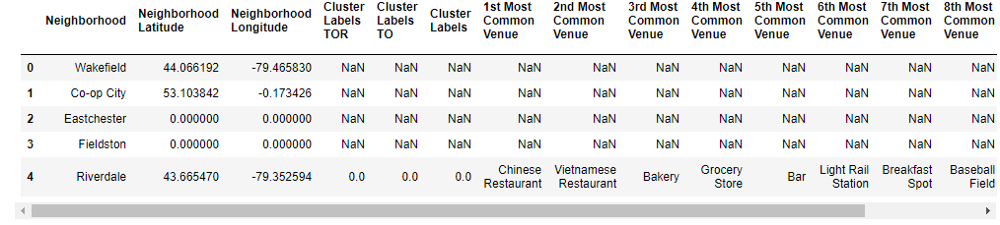 Neighborhood Neighborhood Latitude Neighborhood Longitude Cluster Labels TOR Cluster Labels TO Cluster Labels 1st Most Common Venue 2nd Most Common Venue 3rd Most Common Venue 4th Most Common Venue 5th Most Common Venue 6th Most Common Venue 7th Most Common Venue 8th Most Common Venue
0 Wakefield 44.066192 -79.465830 NaN NaN NaN NaN NaN NaN NaN NaN NaN NaN NaN
1 Co-op City 53.103842 -0.173426 NaN NaN NaN NaN NaN NaN NaN NaN NaN NaN NaN
2 Eastchester 0.000000 0.000000 NaN NaN NaN NaN NaN NaN NaN NaN NaN NaN NaN
3 Fieldston 0.000000 0.000000 NaN NaN NaN NaN NaN NaN NaN NaN NaN NaN NaN
4 Riverdale 43.665470 -79.352594 0.0 0.0 0.0 Chinese Restaurant Vietnamese Restaurant Bakery Grocery Store Bar Light Rail Station Breakfast Spot Baseball Field